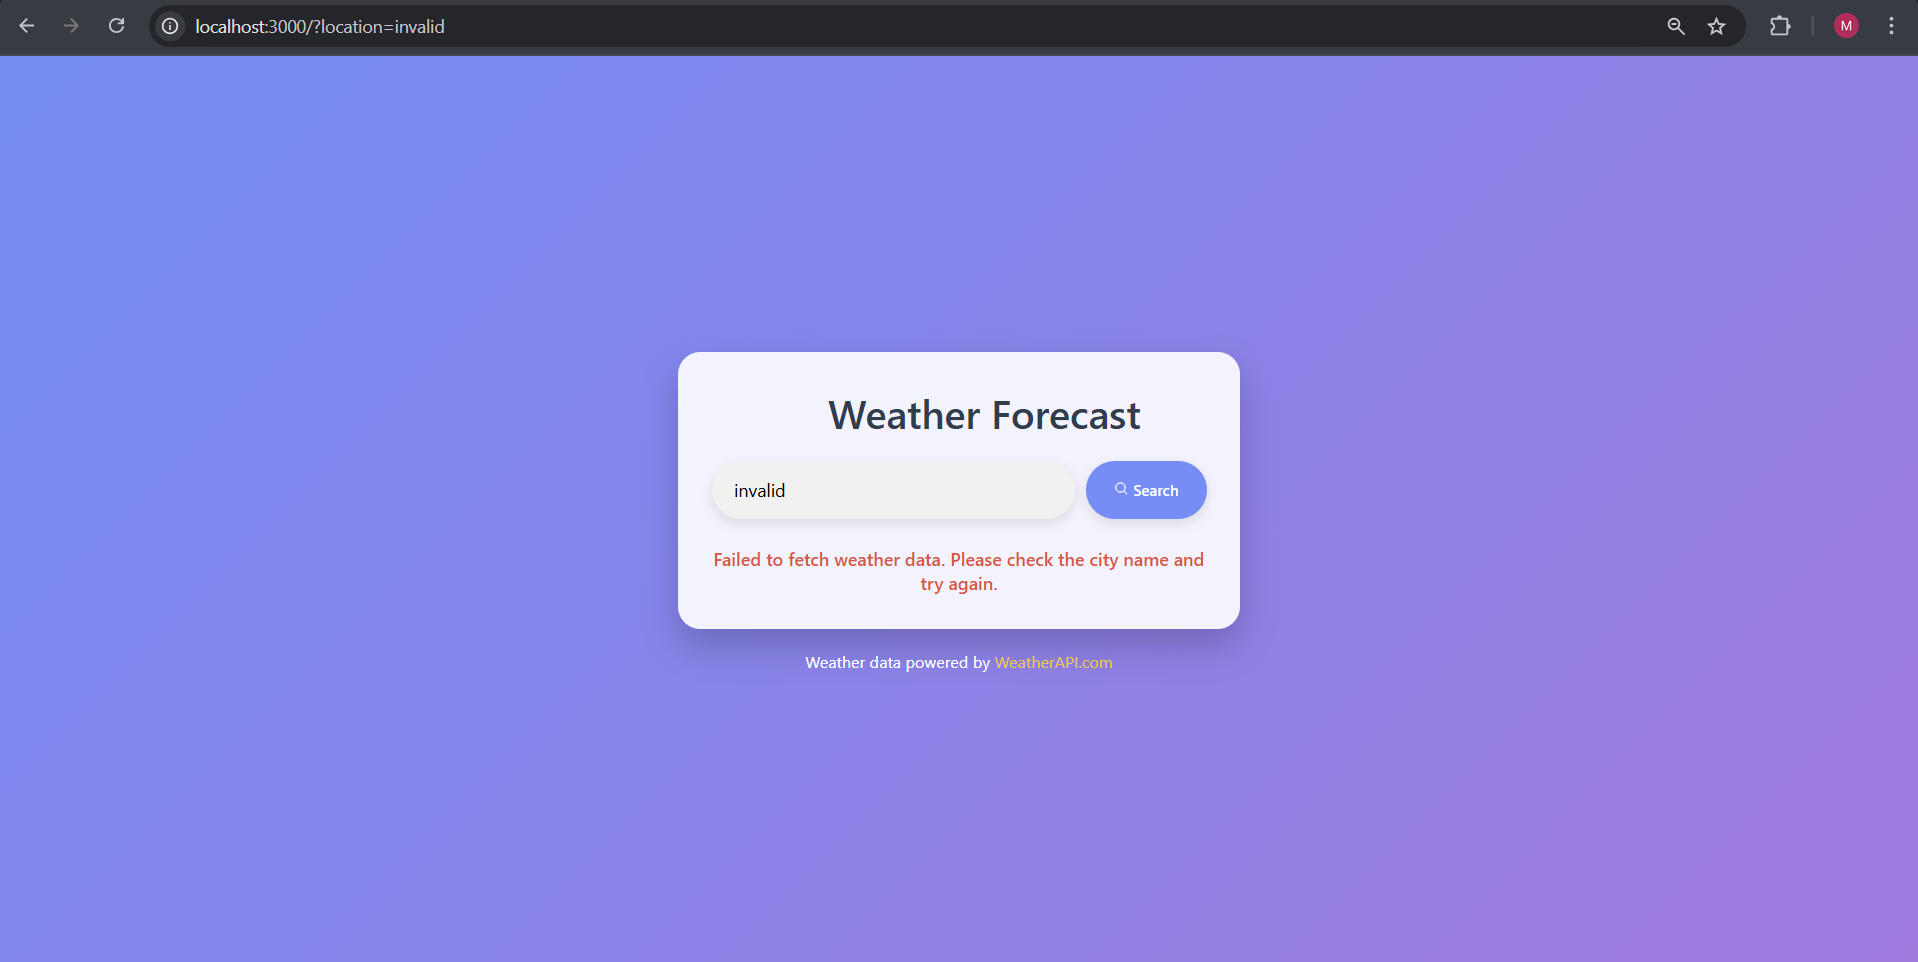 localhost:3000/?location=invalid
M
Weather Forecast
invalid
Search
Failed to fetch weather data. Please check the city name and
try again.
Weather data powered by WeatherAPI.com